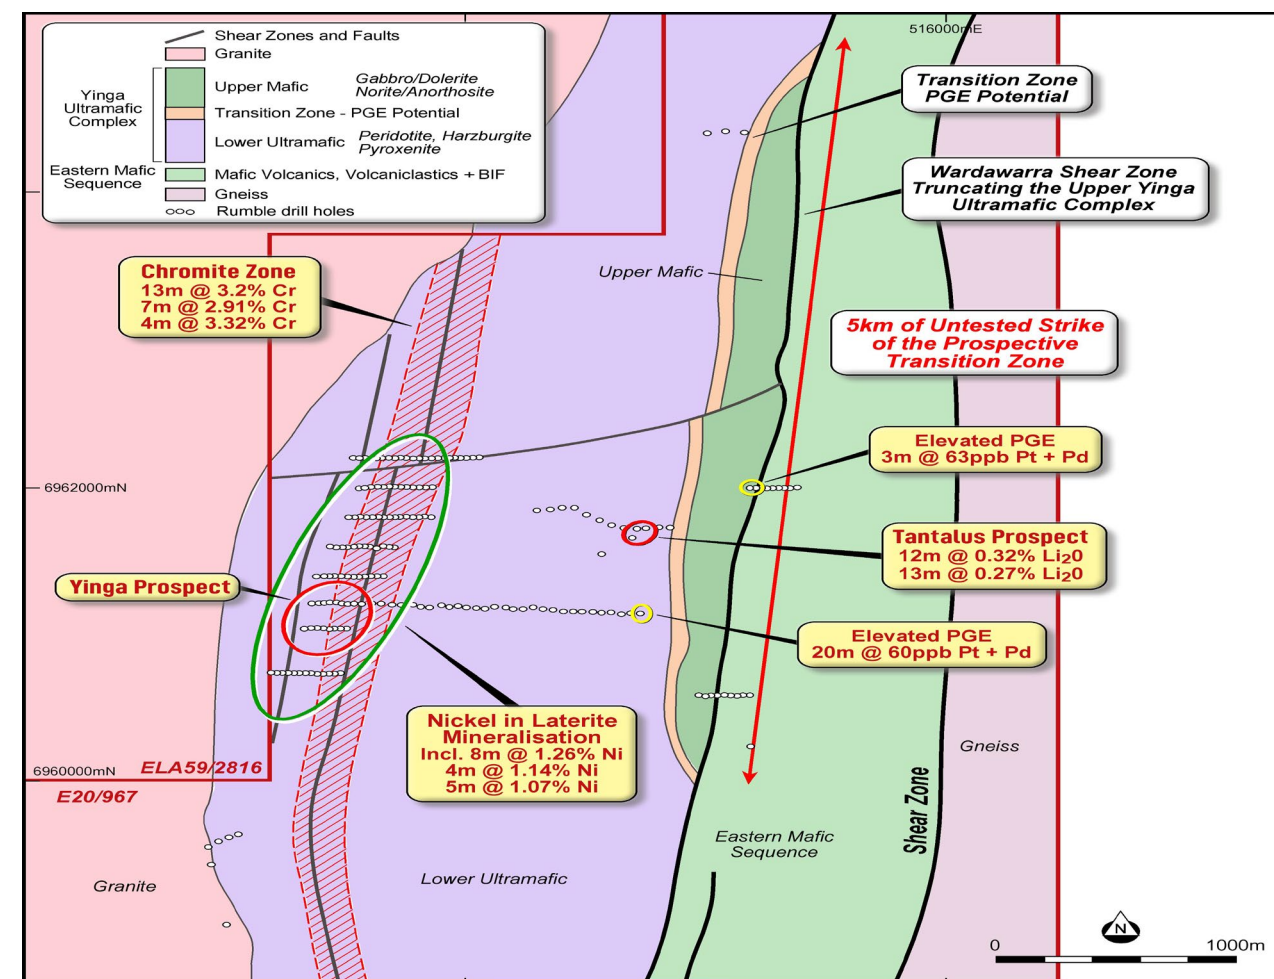 Shear Zones and Faults
Granite
Yinga
Ultramafic
Complex
Upper Mafic
Gabbro/Dolerite
Norite/Anorthosite
Transition Zone - PGE Potential
Lower Ultramafic
Peridotite, Harzburgite
Pyroxenite
Eastern Mafic
Sequence
Mafic Volcanics, Volcaniclastics + BIF
Gneiss
Rumble drill holes
516000mE
Transition Zone
PGE Potential
Wardawarra Shear Zone
Truncating the Upper Yinga
Ultramafic Complex
Chromite Zone
13m @ 3.2% Cr
7m @ 2.91% Cr
4m @ 3.32% Cr
Upper Mafic
5km of Untested Strike
of the Prospective
Transition Zone
Elevated PGE
3m @ 63ppb Pt + Pd
6962000mN
Tantalus Prospect
12m @ 0.32% Li20
13m @ 0.27% Li20
Yinga Prospect
Elevated PGE
20m @ 60ppb Pt + Pd
Nickel in Laterite
Mineralisation
Incl. 8m @ 1.26% Ni
4m @ 1.14% Ni
5m @ 1.07% Ni
Gneiss
6960000mN
ELA59/2816
E20/967
Shear Zone
Eastern Mafic
Sequence
Granite
Lower Ultramafic
N
0
1000m